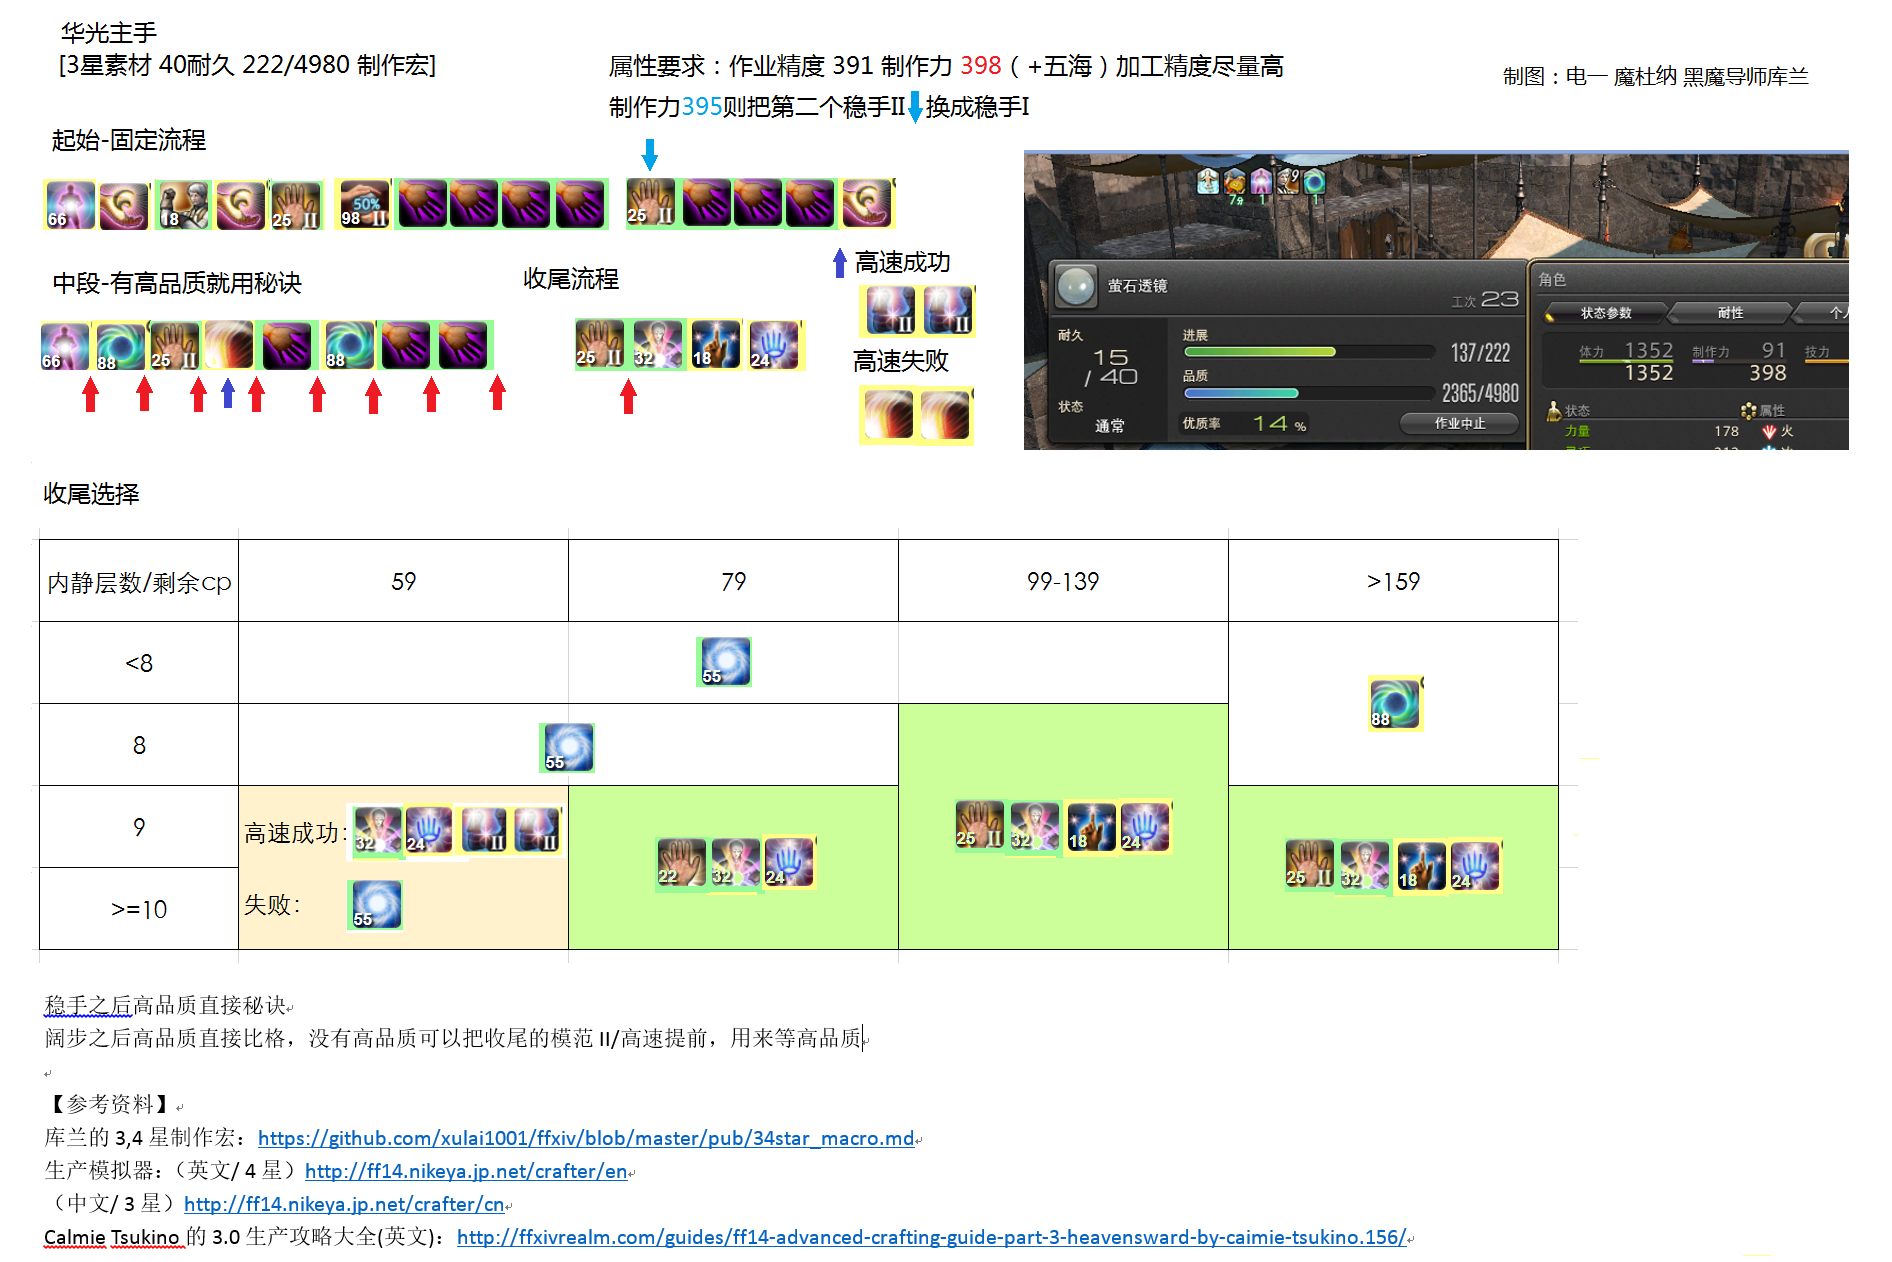 华光主手
[3星素材 40耐久 222/4980 制作宏]
属性要求：作业精度 391 制作力 398（+五海）加工精度尽量高
制作力395则把第二个稳手II 换成稳手I
制图：电一 魔杜纳 黑魔导师库兰
起始-固定流程
66 18 25 II 98 50% II 25 II
中段-有高品质就用秘诀
66 88 25 II 88
收尾流程
25 II 32 18 24
高速成功
II II
高速失败
9 7分 1 1
萤石透镜
工次 23
耐久
15
/ 40
状态
通常
进展
137/222
品质
2365/4980
优质率 14 %
作业中止
角色
状态参数 耐性 个人
体力 1352 制作力 91 技力
1352 398
状态 属性
力量 178 火
收尾选择
内静层数/剩余cp 59 79 99-139 >159
<8 55 88
8 55
9 高速成功： 32 24 II II
22 32 24
25 II 32 18 24
25 II 32 18 24
>=10 失败： 55
稳手之后高品质直接秘诀
阔步之后高品质直接比格，没有高品质可以把收尾的模范 II/高速提前，用来等高品质
【参考资料】
库兰的 3,4 星制作宏：https://github.com/xulai1001/ffxiv/blob/master/pub/34star_macro.md
生产模拟器：（英文/ 4 星）http://ff14.nikeya.jp.net/crafter/en
（中文/ 3 星）http://ff14.nikeya.jp.net/crafter/cn
Calmie Tsukino 的 3.0 生产攻略大全(英文)：http://ffxivrealm.com/guides/ff14-advanced-crafting-guide-part-3-heavensward-by-caimie-tsukino.156/